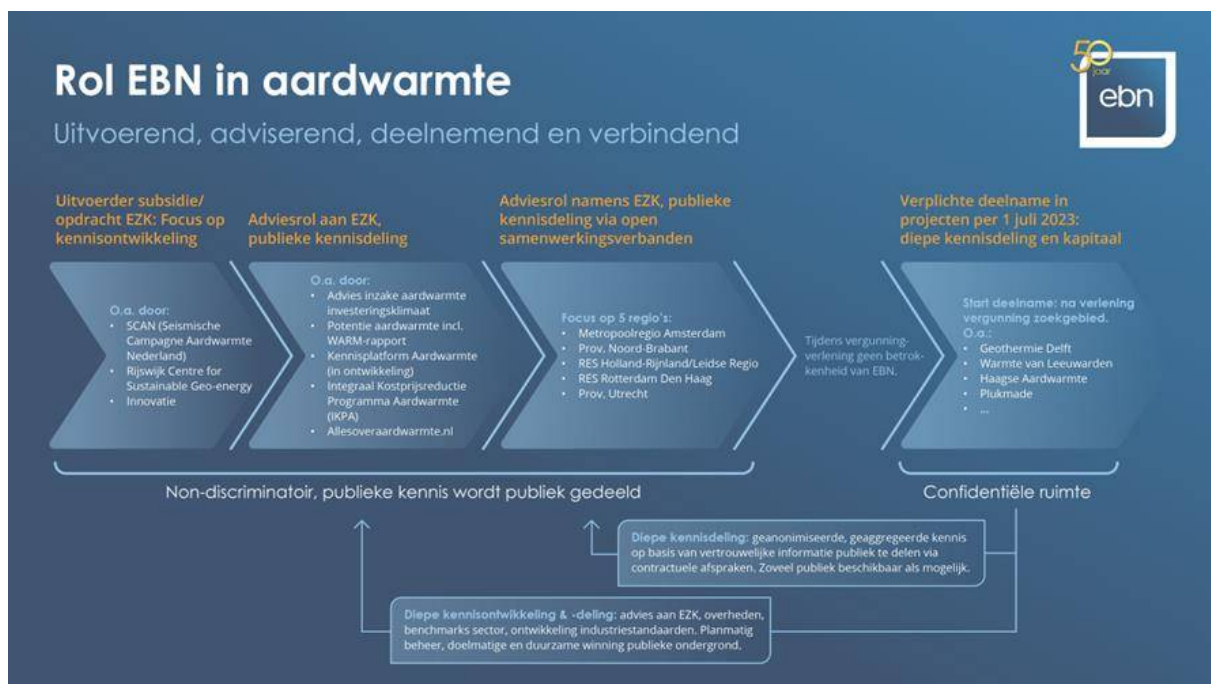 Rol EBN in aardwarmte
Uitvoerend, adviserend, deelnemend en verbindend
50
jaar
ebn
Uitvoerder subsidie/
opdracht EZK: Focus op
kennisontwikkeling
O.a. door:
• SCAN (Seismische
Campagne Aardwarmte
Nederland)
• Rijswijk Centre for
Sustainable Geo-energy
• Innovatie
Adviesrol aan EZK,
publieke kennisdeling
O.a. door:
• Advies inzake aardwarmte
investeringsklimaat
• Potentie aardwarmte incl.
WARM-rapport
• Kennisplatform Aardwarmte
(in ontwikkeling)
• Integraal Kostprijsreductie
Programma Aardwarmte
(IKPA)
• Allesoveraardwarmte.nl
Adviesrol namens EZK, publieke
kennisdeling via open
samenwerkingsverbanden
Focus op 5 regio's:
• Metropoolregio Amsterdam
• Prov. Noord-Brabant
• RES Holland-Rijnland/Leidse Regio
• RES Rotterdam Den Haag
• Prov. Utrecht
Tijdens vergunning-
verlening geen betrok-
kenheid van EBN.
Verplichte deelname in
projecten per 1 juli 2023:
diepe kennisdeling en kapitaal
Start deelname: na verlening
vergunning zoekgebied.
O.a.:
• Geothermie Delft
• Warmte van Leeuwarden
• Haagse Aardwarmte
• Plukmade
• ...
Non-discriminatoir, publieke kennis wordt publiek gedeeld
Confidentiële ruimte
Diepe kennisdeling: geanonimiseerde, geaggregeerde kennis
op basis van vertrouwelijke informatie publiek te delen via
contractuele afspraken. Zoveel publiek beschikbaar als mogelijk.
Diepe kennisontwikkeling & -deling: advies aan EZK, overheden,
benchmarks sector, ontwikkeling industriestandaarden. Planmatig
beheer, doelmatige en duurzame winning publieke ondergrond.